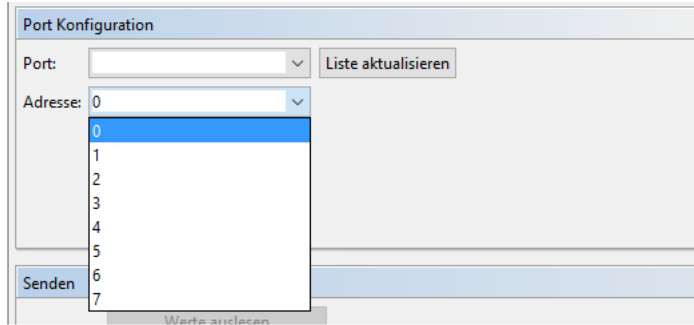 Port Konfiguration
Port: Liste aktualisieren
Adresse: 0
0
1
2
3
4
5
6
7
Senden
Werte auslesen